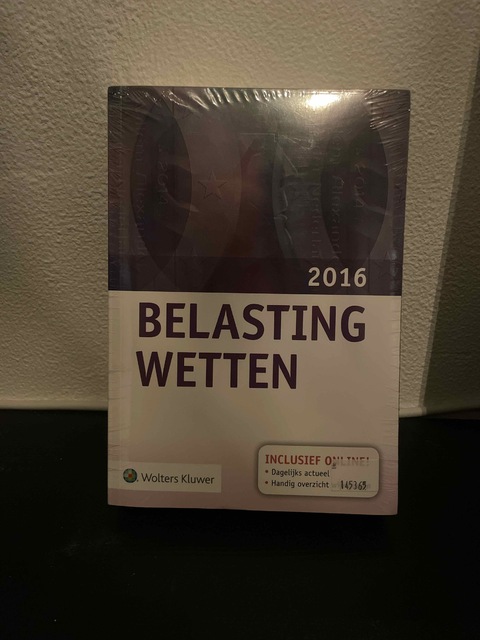 2016
BELASTING
WETTEN
INCLUSIEF ONLINE!
• Dagelijks actueel
• Handig overzicht
145365
Wolters Kluwer